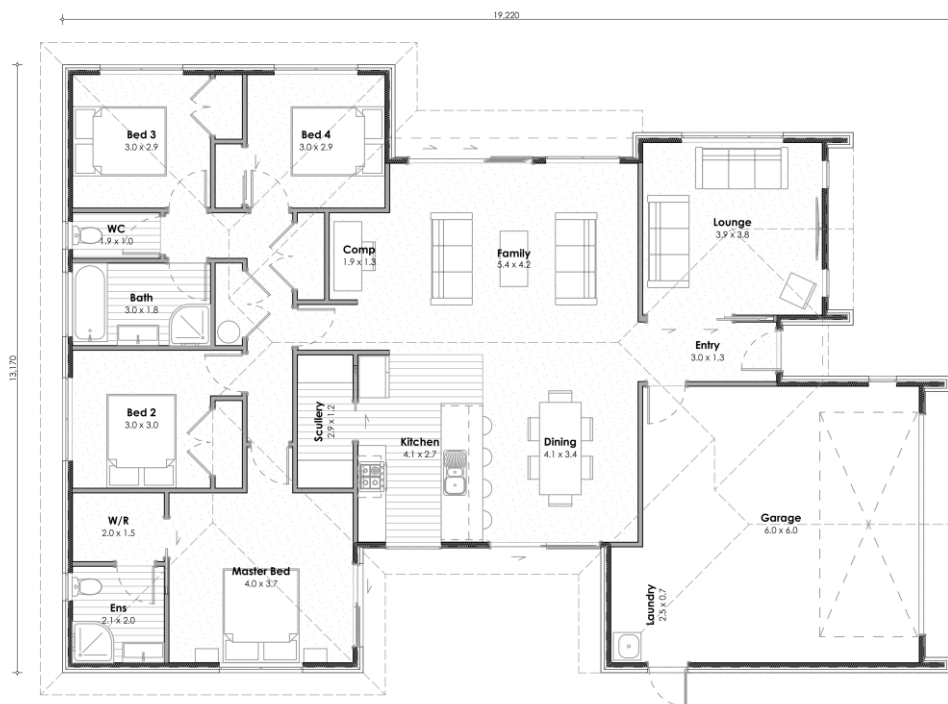 19,220
13,170
Bed 3
3.0 x 2.9
Bed 4
3.0 x 2.9
WC
1.9 x 1.0
Comp
1.9 x 1.3
Family
5.4 x 4.2
Lounge
3.9 x 3.8
Bath
3.0 x 1.8
Entry
3.0 x 1.3
Bed 2
3.0 x 3.0
Scullery
2.9 x 1.2
Kitchen
4.1 x 2.7
Dining
4.1 x 3.4
W/R
2.0 x 1.5
Garage
6.0 x 6.0
Master Bed
4.0 x 3.7
Ens
2.1 x 2.0
Laundry
2.5 x 0.7